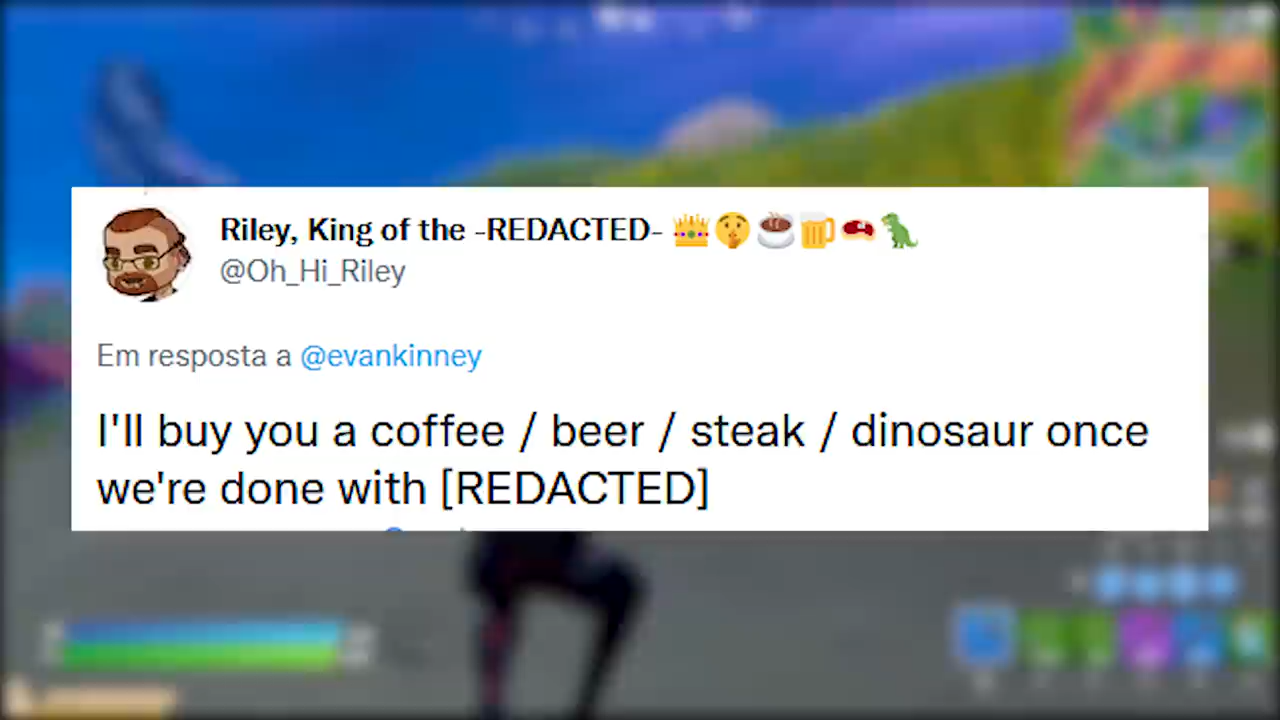 Riley, King of the -REDACTED- 👑🤫☕🍺🥩🦖
@Oh_Hi_Riley
Em resposta a @evankinney
I'll buy you a coffee / beer / steak / dinosaur once
we're done with [REDACTED]